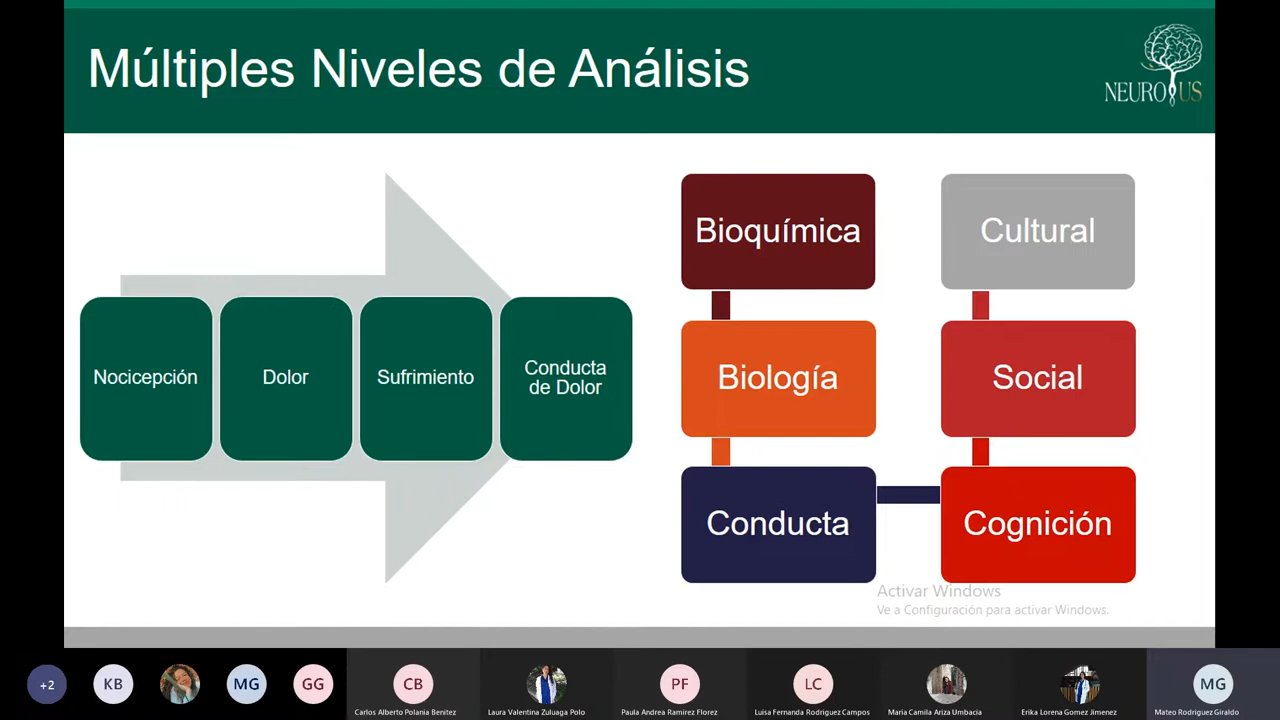 Múltiples Niveles de Análisis
NEURO US
Nocicepción
Dolor
Sufrimiento
Conducta
de Dolor
Bioquímica
Biología
Conducta
Cultural
Social
Cognición
Activar Windows
Ve a Configuración para activar Windows.
+2
KB
MG
GG
CB
Carlos Alberto Polania Benitez
Laura Valentina Zuluaga Polo
PF
Paula Andrea Ramirez Florez
LC
Luisa Fernanda Rodriguez Campos
Maria Camila Ariza Umbacia
Erika Lorena Gomez Jimenez
MG
Mateo Rodriguez Giraldo